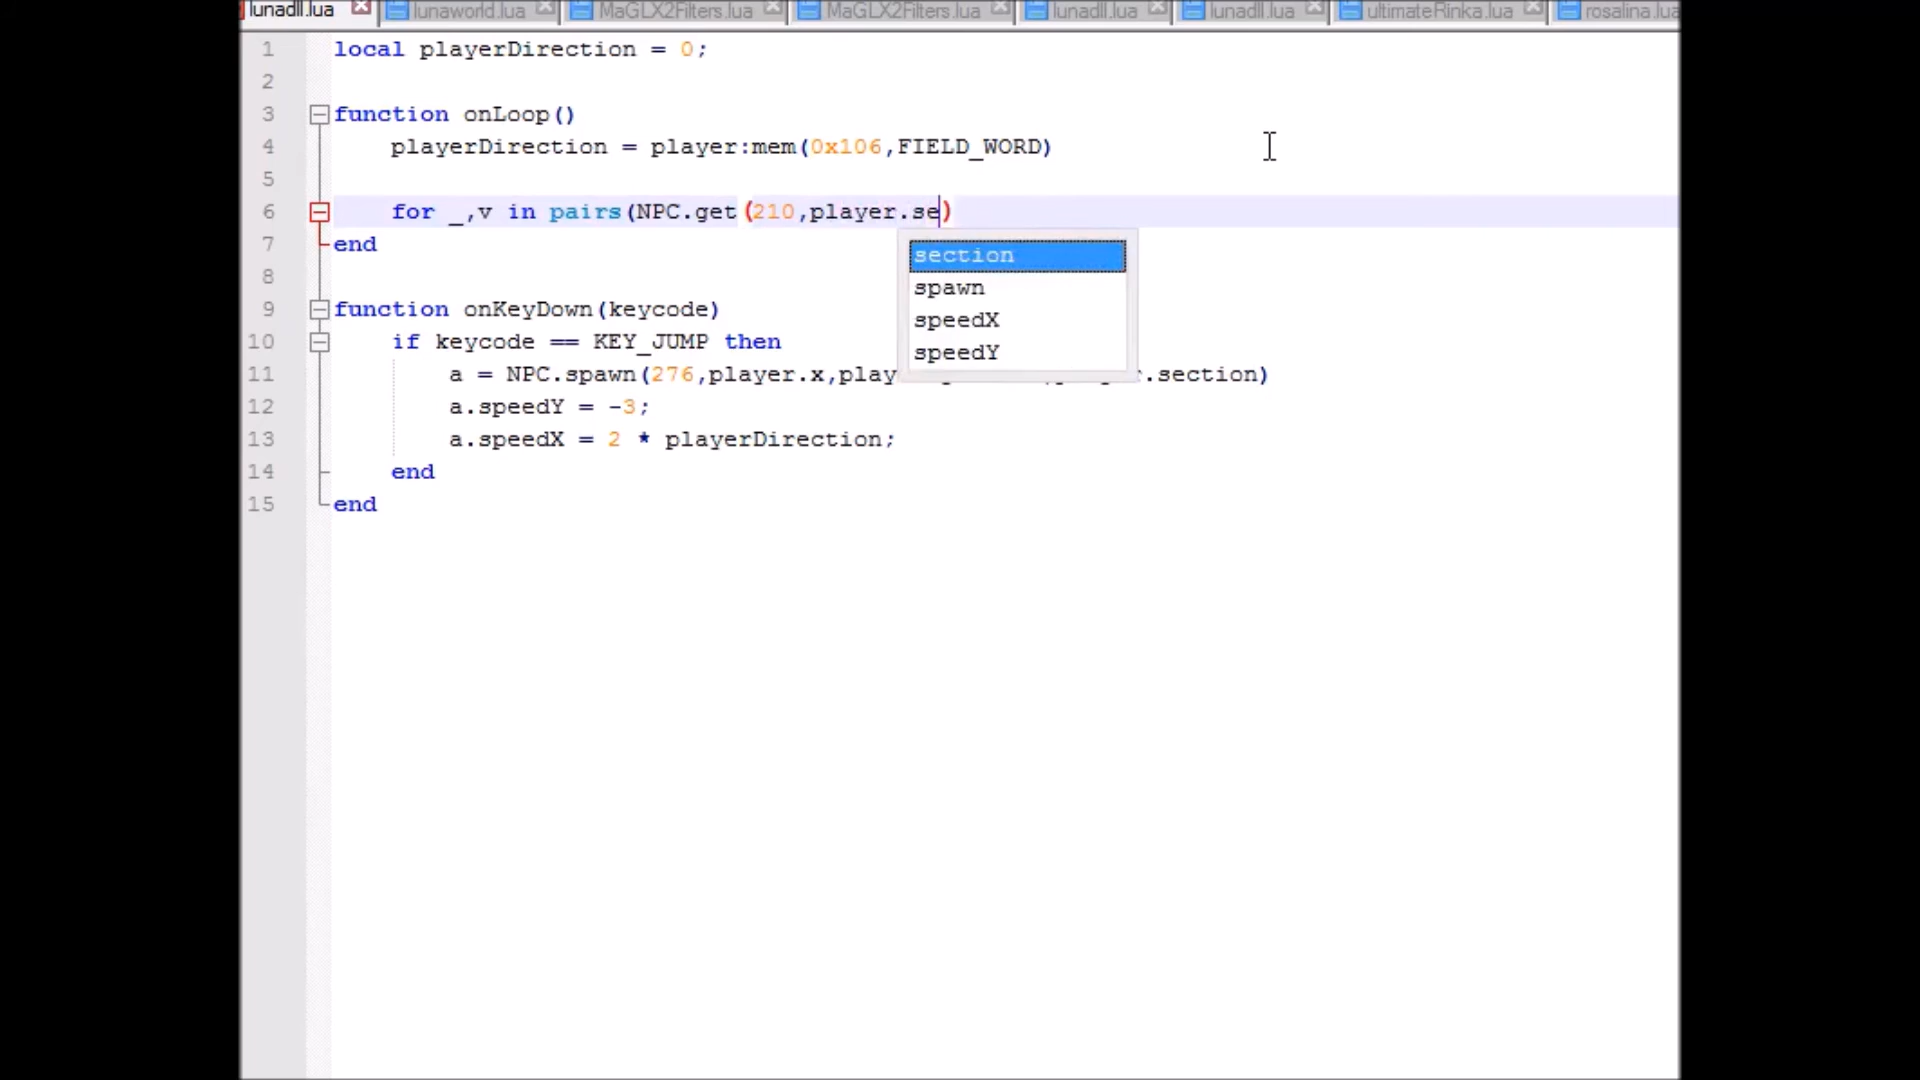 lunadll.lua lunaworld.lua MaGLX2Filters.lua MaGLX2Filters.lua lunadll.lua lunadll.lua ultimateRinka.lua rosalina.lua
1 local playerDirection = 0;
2
3 function onLoop()
4 playerDirection = player:mem(0x106,FIELD_WORD)
5
6 for _,v in pairs(NPC.get(210,player.se)
7 end
section
8
spawn
9 function onKeyDown(keycode)
speedX
10 if keycode == KEY_JUMP then
speedY
11 a = NPC.spawn(276,player.x,play .section)
12 a.speedY = -3;
13 a.speedX = 2 * playerDirection;
14 end
15 end